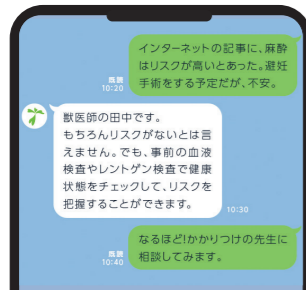 インターネットの記事に、麻酔
はリスクが高いとあった。避妊
手術をする予定だが、不安。
既読
10:20
獣医師の田中です。
もちろんリスクがないとは言
えません。でも、事前の血液
検査やレントゲン検査で健康
状態をチェックして、リスクを
把握することができます。
10:30
なるほど!かかりつけの先生に
相談してみます。
既読
10:40